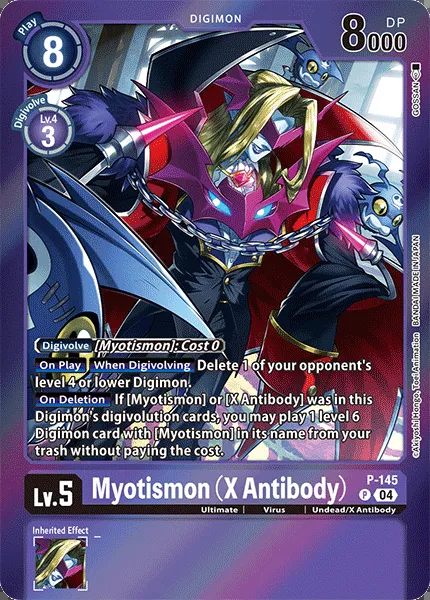 Play
8
DIGIMON
8000 DP
Digivolve
Lv.4
3
GOSSAN
BANDAI MADE IN JAPAN
©Akiyoshi Hongo, Toei Animation
Digivolve [Myotismon]: Cost 0
On Play When Digivolving Delete 1 of your opponent's
level 4 or lower Digimon.
On Deletion If [Myotismon] or [X Antibody] was in this
Digimon's digivolution cards, you may play 1 level 6
Digimon card with [Myotismon] in its name from your
trash without paying the cost.
P-145
Lv.5 Myotismon (X Antibody) P 04
Ultimate Virus Undead/X Antibody
Inherited Effect —